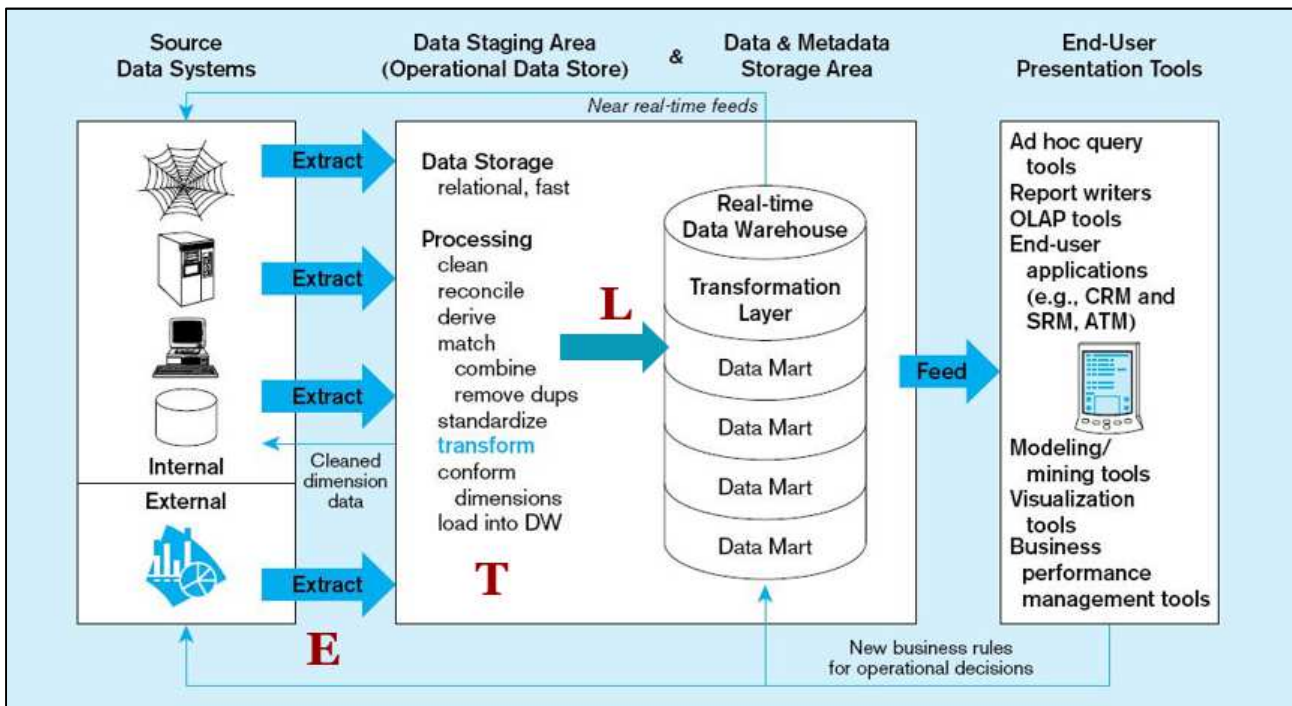 Source
Data Systems
Data Staging Area
(Operational Data Store)
&
Data & Metadata
Storage Area
End-User
Presentation Tools
Near real-time feeds
Extract
Extract
Extract
Extract
Internal
External
Cleaned
dimension
data
E
Data Storage
relational, fast
Processing
clean
reconcile
derive
match
combine
remove dups
standardize
transform
conform
dimensions
load into DW
T
L
Real-time
Data Warehouse
Transformation
Layer
Data Mart
Data Mart
Data Mart
Data Mart
Feed
Ad hoc query
tools
Report writers
OLAP tools
End-user
applications
(e.g., CRM and
SRM, ATM)
Modeling/
mining tools
Visualization
tools
Business
performance
management tools
New business rules
for operational decisions